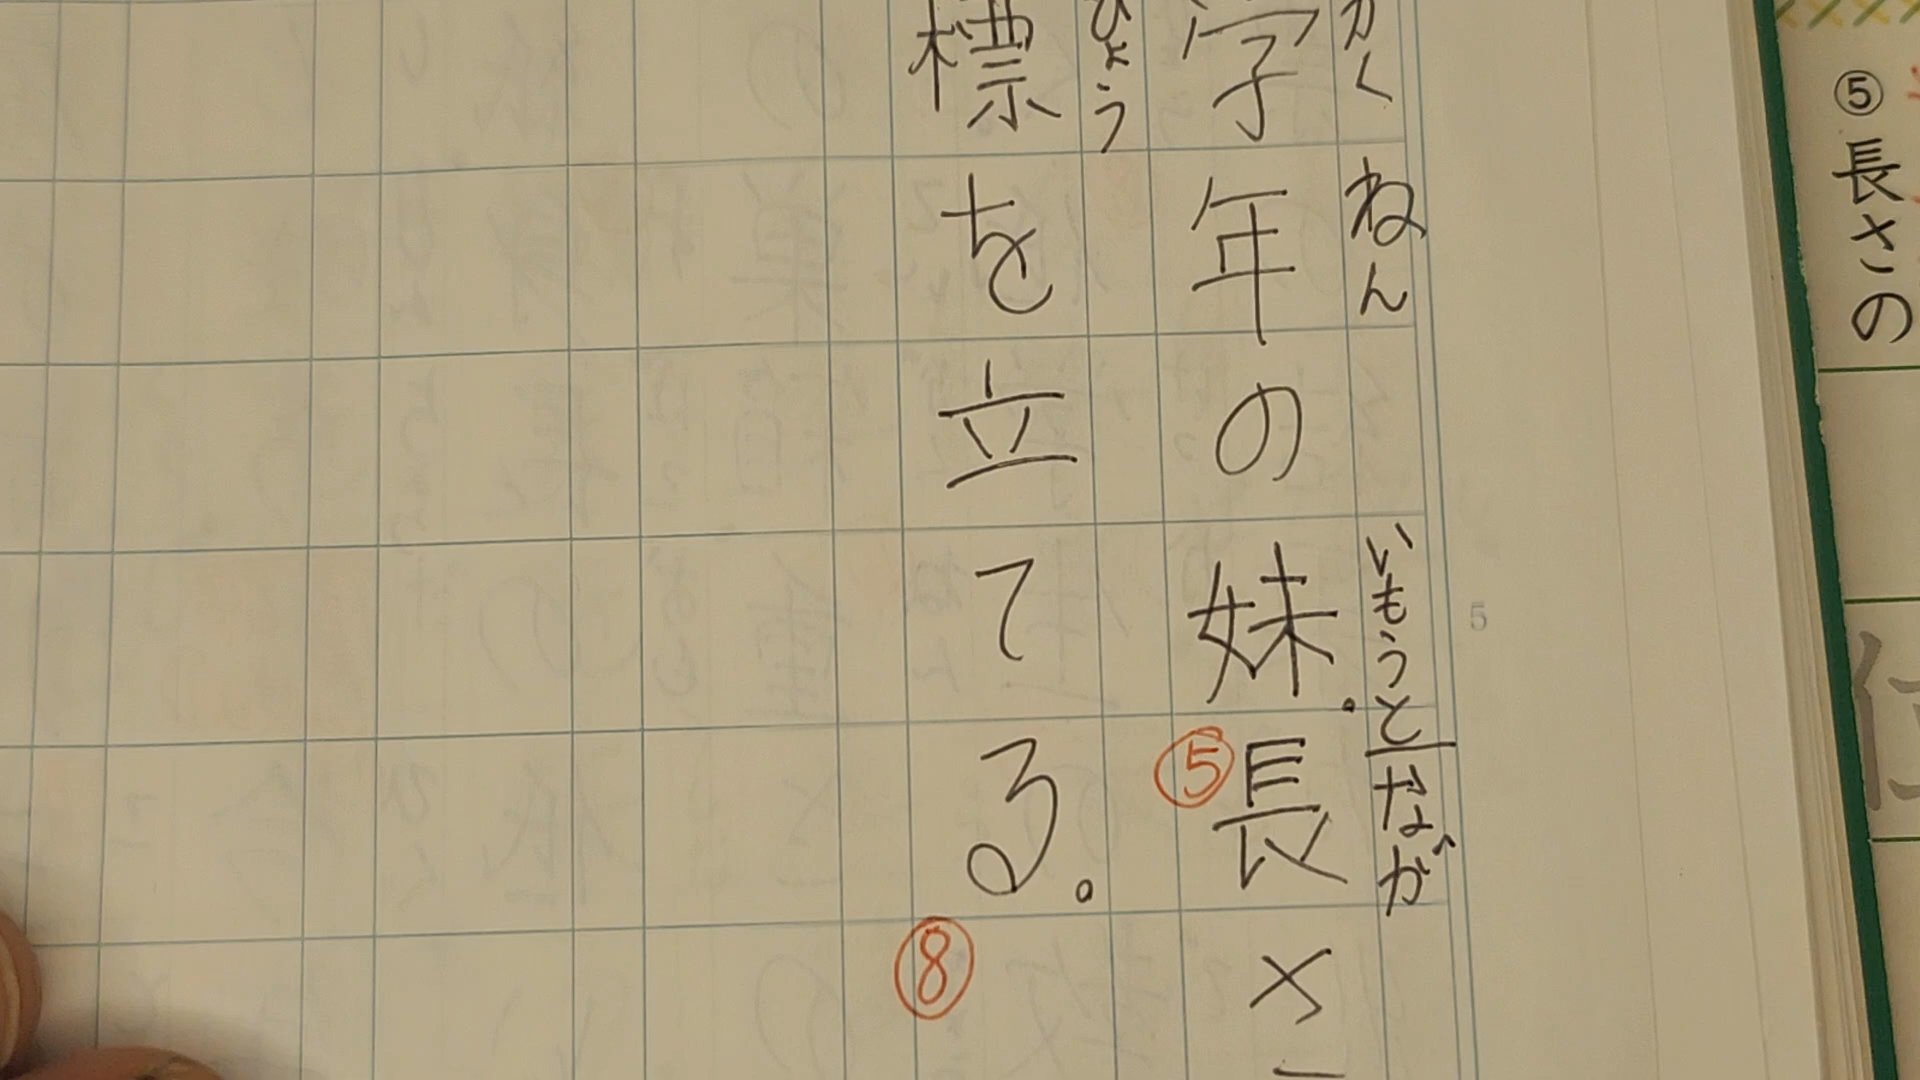 ⑤長さの
かくねん いもうと なが
学年の妹。⑤長さ
ひょう
標を立てる。⑧
5